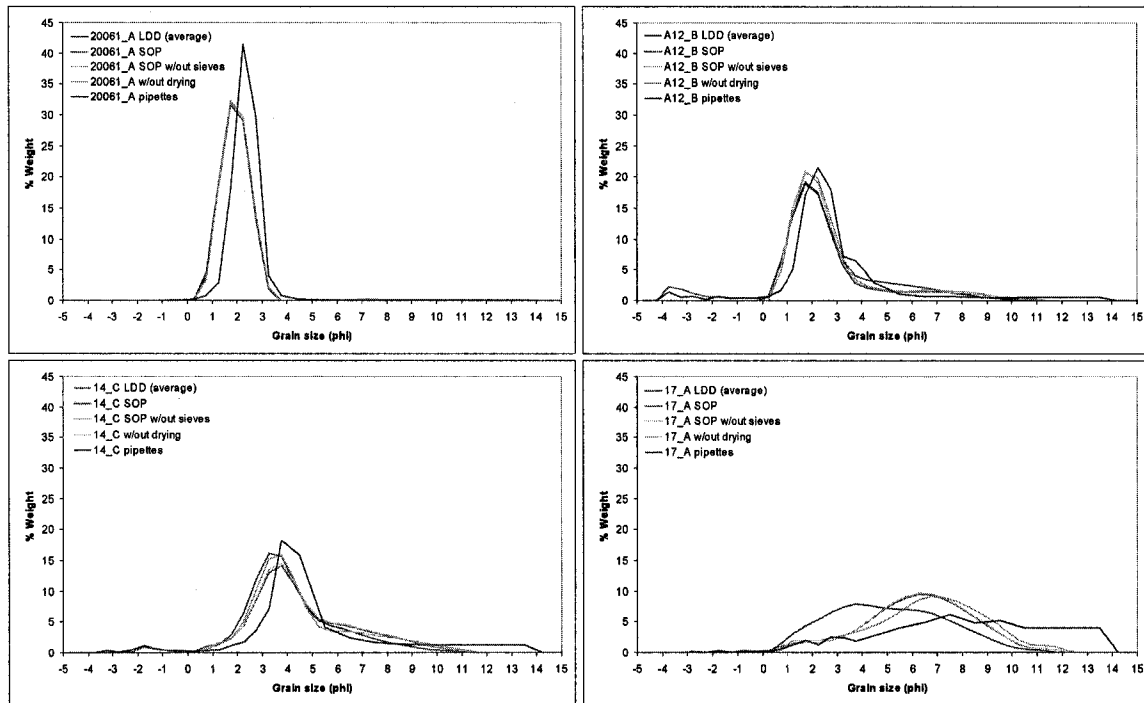 45
40
35
30
25
20
15
10
5
0
% Weight
20061_A LDD (average)
20061_A SOP
20061_A SOP w/out sieves
20061_A w/out drying
20061_A pipettes
-5 -4 -3 -2 -1 0 1 2 3 4 5 6 7 8 9 10 11 12 13 14 15
Grain size (phi)
45
40
35
30
25
20
15
10
5
0
% Weight
A12_B LDD (average)
A12_B SOP
A12_B SOP w/out sieves
A12_B w/out drying
A12_B pipettes
-5 -4 -3 -2 -1 0 1 2 3 4 5 6 7 8 9 10 11 12 13 14 15
Grain size (phi)
45
40
35
30
25
20
15
10
5
0
% Weight
14_C LDD (average)
14_C SOP
14_C SOP w/out sieves
14_C w/out drying
14_C pipettes
-5 -4 -3 -2 -1 0 1 2 3 4 5 6 7 8 9 10 11 12 13 14 15
Grain size (phi)
45
40
35
30
25
20
15
10
5
0
% Weight
17_A LDD (average)
17_A SOP
17_A SOP w/out sieves
17_A w/out drying
17_A pipettes
-5 -4 -3 -2 -1 0 1 2 3 4 5 6 7 8 9 10 11 12 13 14 15
Grain size (phi)